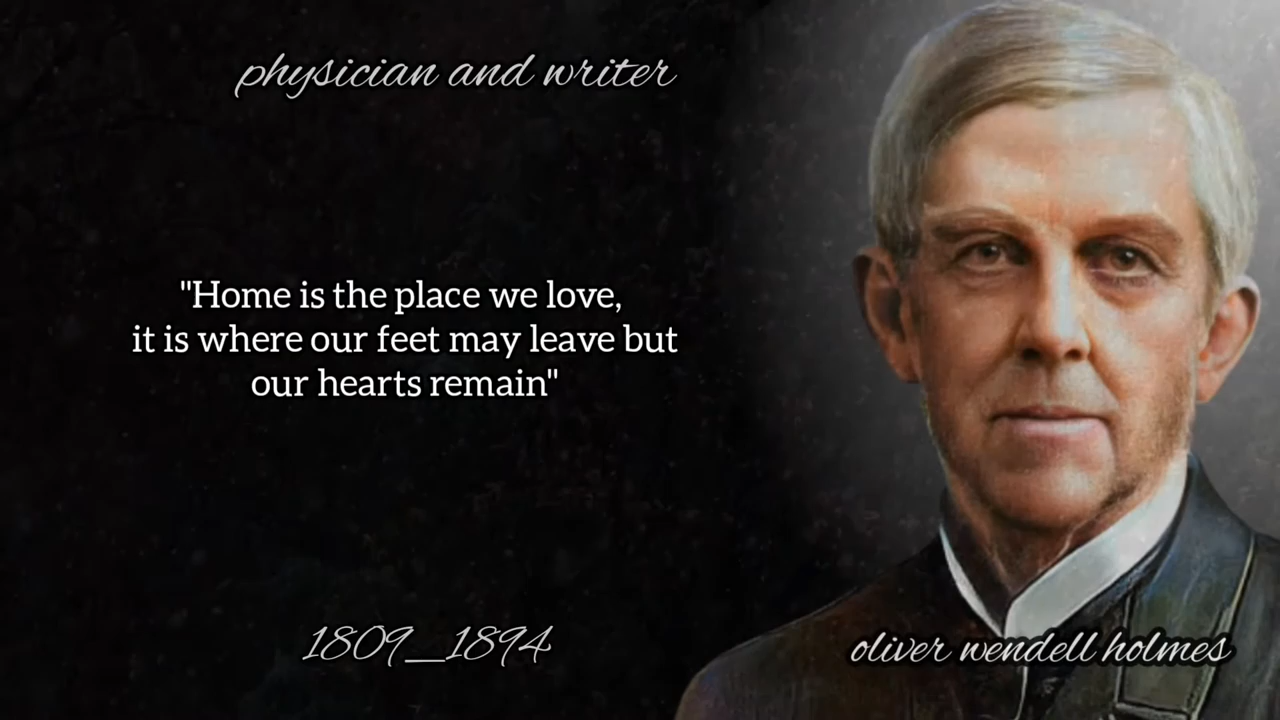 physician and writer
"Home is the place we love,
it is where our feet may leave but
our hearts remain"
1809_1894
oliver wendell holmes